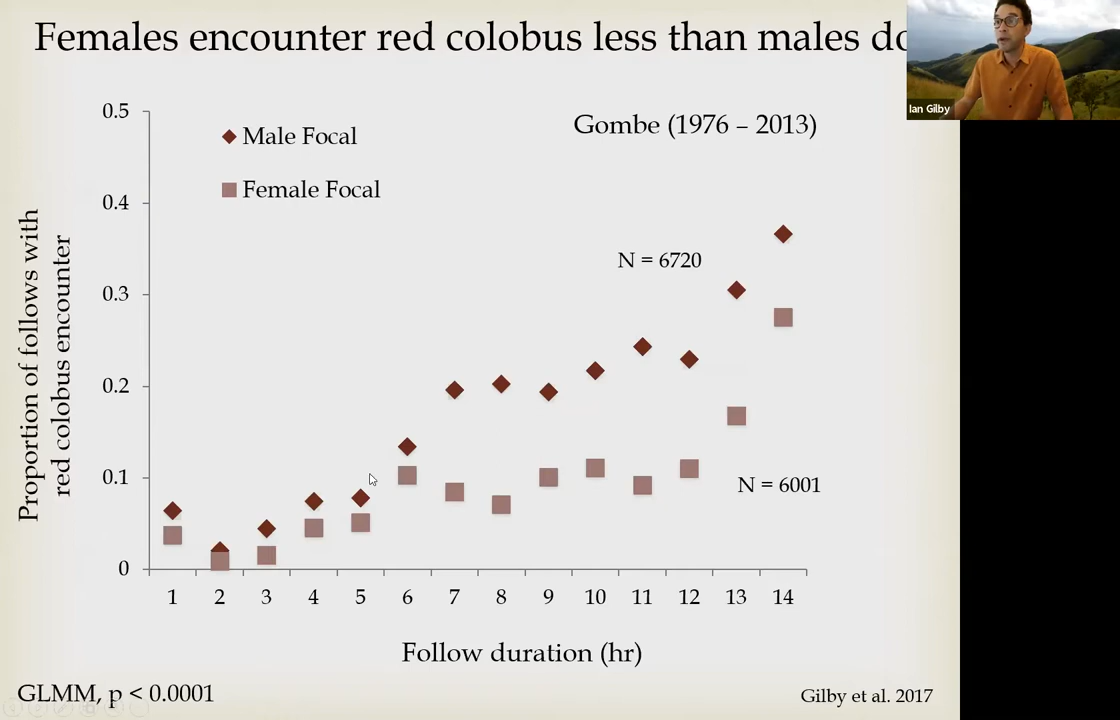 Females encounter red colobus less than males do
Ian Gilby
Gombe (1976 – 2013)
Male Focal
Female Focal
N = 6720
N = 6001
Proportion of follows with
red colobus encounter
0.5
0.4
0.3
0.2
0.1
0
1 2 3 4 5 6 7 8 9 10 11 12 13 14
Follow duration (hr)
GLMM, p < 0.0001
Gilby et al. 2017